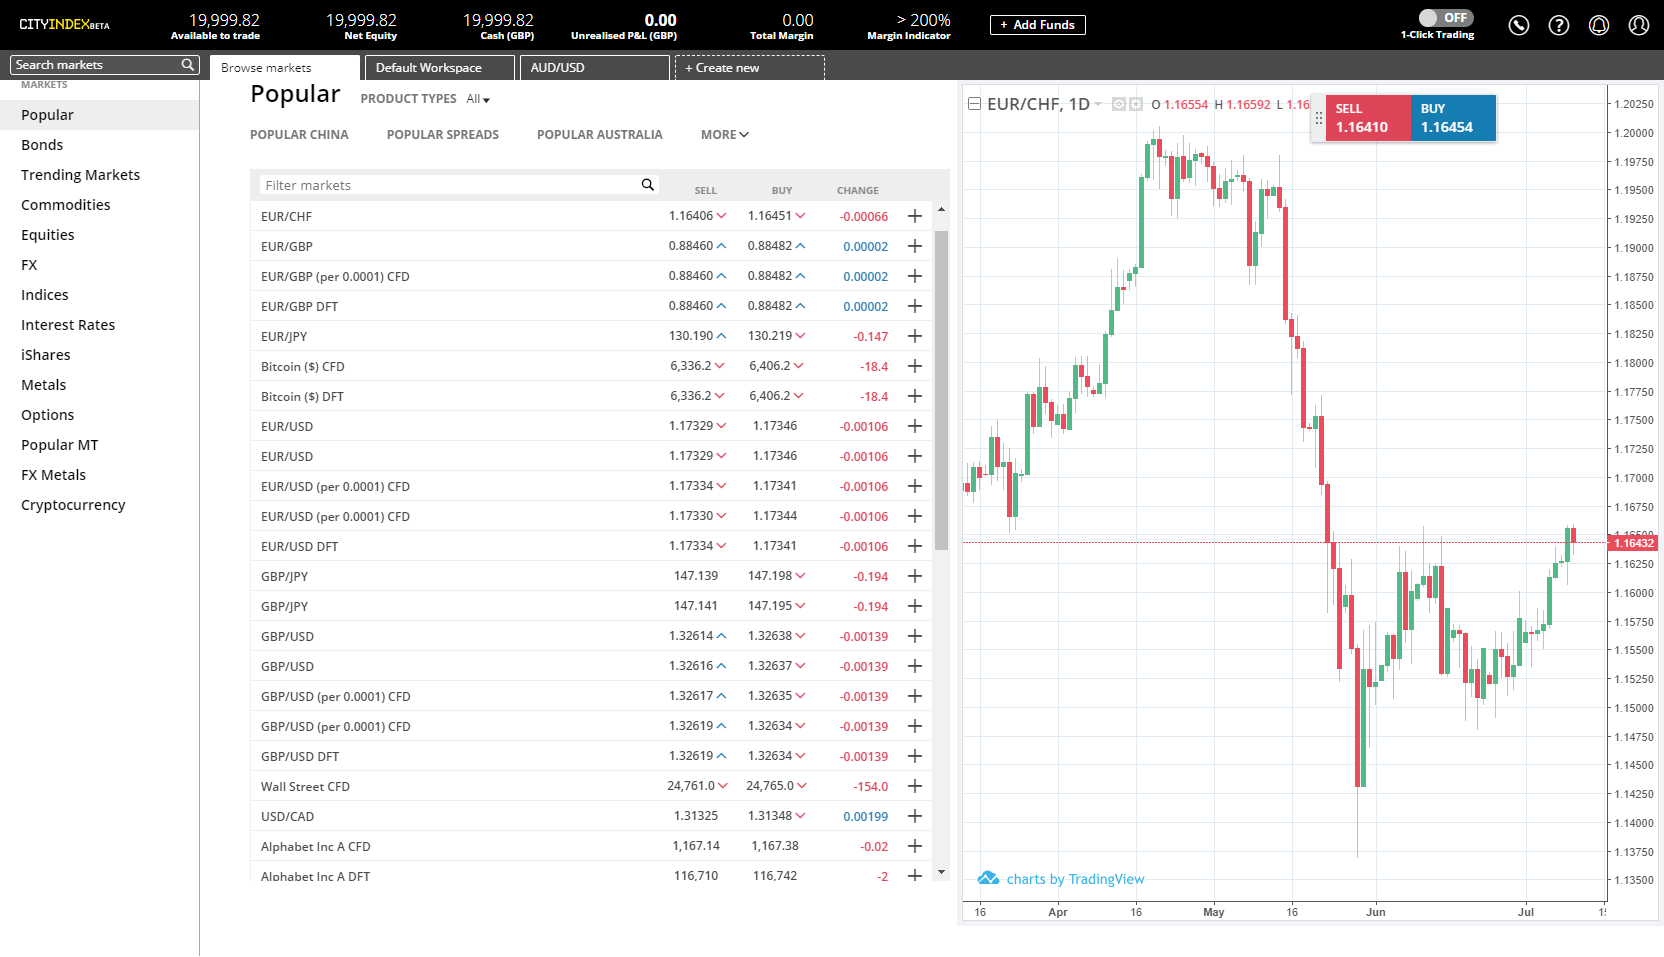 CITYINDEX BETA
19,999.82 19,999.82 19,999.82 0.00 0.00 > 200%
Available to trade Net Equity Cash (GBP) Unrealised P&L (GBP) Total Margin Margin Indicator
+ Add Funds
OFF
1-Click Trading
Search markets
Browse markets Default Workspace AUD/USD + Create new
MARKETS
Popular
Bonds
Trending Markets
Commodities
Equities
FX
Indices
Interest Rates
iShares
Metals
Options
Popular MT
FX Metals
Cryptocurrency
Popular PRODUCT TYPES All
POPULAR CHINA POPULAR SPREADS POPULAR AUSTRALIA MORE
Filter markets SELL BUY CHANGE
EUR/CHF 1.16406 1.16451 -0.00066
EUR/GBP 0.88460 0.88482 0.00002
EUR/GBP (per 0.0001) CFD 0.88460 0.88482 0.00002
EUR/GBP DFT 0.88460 0.88482 0.00002
EUR/JPY 130.190 130.219 -0.147
Bitcoin ($) CFD 6,336.2 6,406.2 -18.4
Bitcoin ($) DFT 6,336.2 6,406.2 -18.4
EUR/USD 1.17329 1.17346 -0.00106
EUR/USD 1.17329 1.17346 -0.00106
EUR/USD (per 0.0001) CFD 1.17334 1.17341 -0.00106
EUR/USD (per 0.0001) CFD 1.17330 1.17344 -0.00106
EUR/USD DFT 1.17334 1.17341 -0.00106
GBP/JPY 147.139 147.198 -0.194
GBP/JPY 147.141 147.195 -0.194
GBP/USD 1.32614 1.32638 -0.00139
GBP/USD 1.32616 1.32637 -0.00139
GBP/USD (per 0.0001) CFD 1.32617 1.32635 -0.00139
GBP/USD (per 0.0001) CFD 1.32619 1.32634 -0.00139
GBP/USD DFT 1.32619 1.32634 -0.00139
Wall Street CFD 24,761.0 24,765.0 -154.0
USD/CAD 1.31325 1.31348 0.00199
Alphabet Inc A CFD 1,167.14 1,167.38 -0.02
Alphabet Inc A DFT 116,710 116,742 -2
EUR/CHF, 1D O 1.16554 H 1.16592 L 1.16
SELL BUY
1.16410 1.16454
1.20250
1.20000
1.19750
1.19500
1.19250
1.19000
1.18750
1.18500
1.18250
1.18000
1.17750
1.17500
1.17250
1.17000
1.16750
1.16432
1.16250
1.16000
1.15750
1.15500
1.15250
1.15000
1.14750
1.14500
1.14250
1.14000
1.13750
1.13500
charts by TradingView
16 Apr 16 May 16 Jun Jul